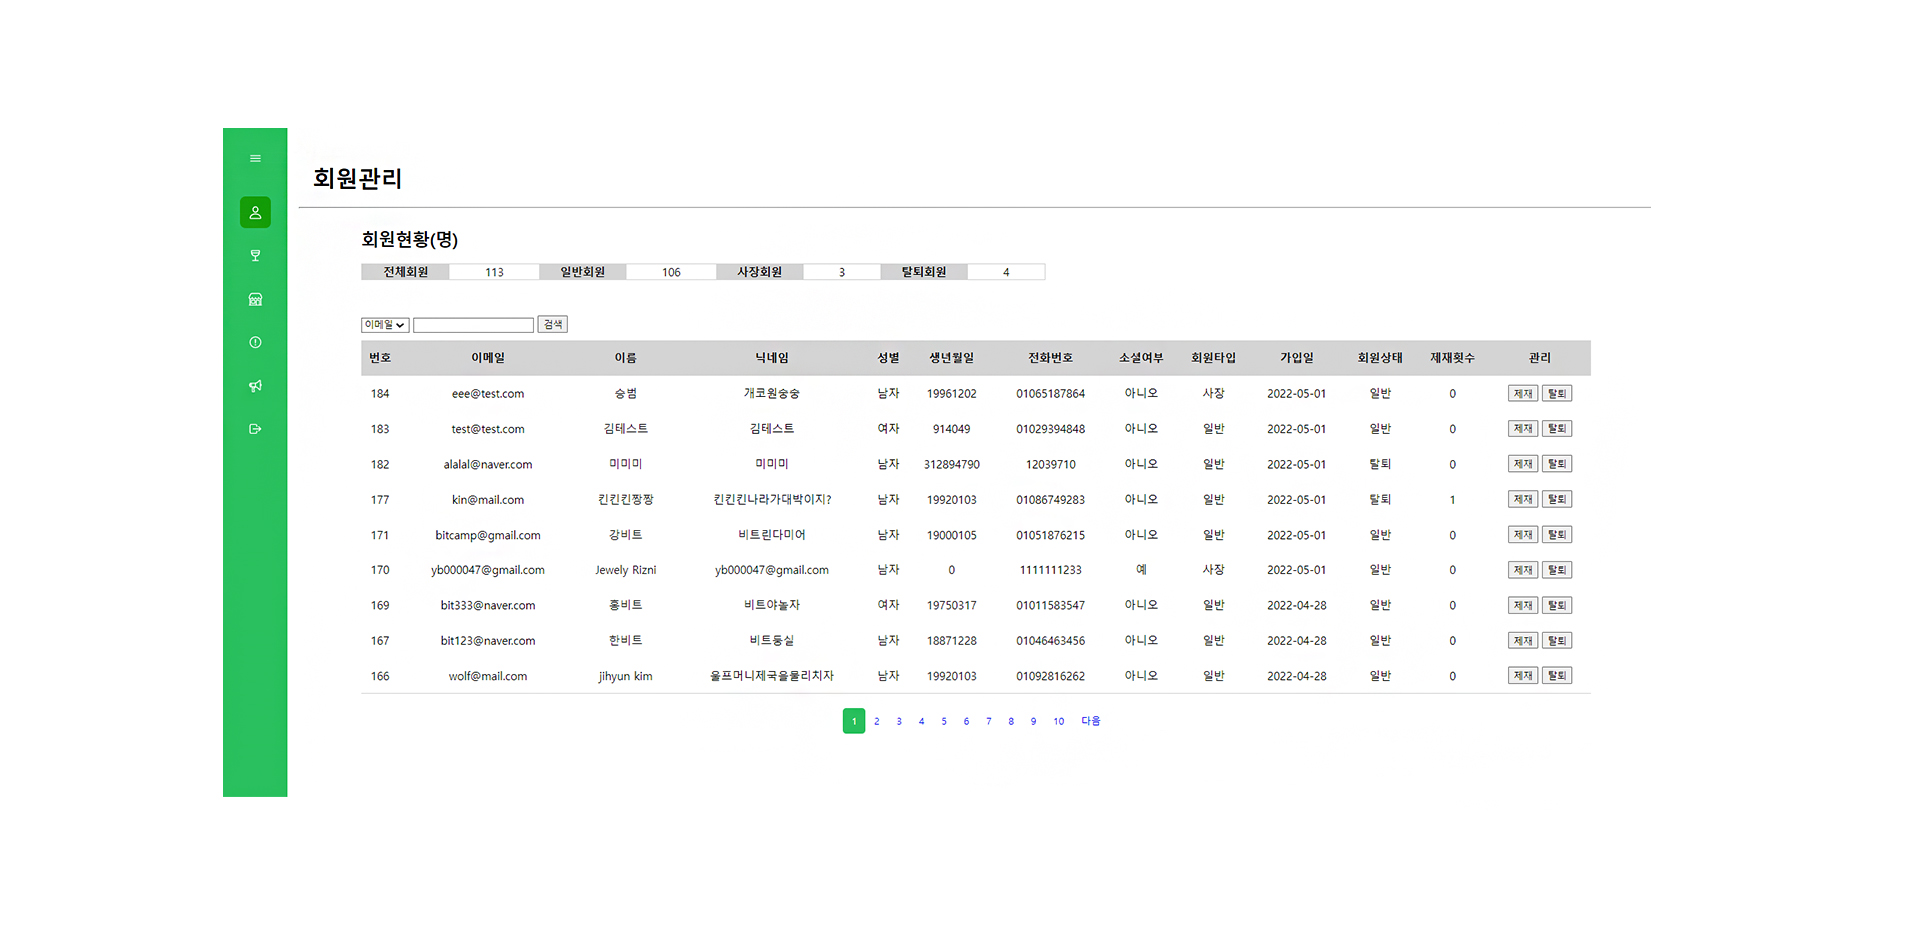 회원관리
회원현황(명)
전체회원 113 일반회원 106 사장회원 3 탈퇴회원 4
이메일 검색
번호 이메일 이름 닉네임 성별 생년월일 전화번호 소셜여부 회원타입 가입일 회원상태 제재횟수 관리
184 eee@test.com 승범 개코원숭숭 남자 19961202 01065187864 아니오 사장 2022-05-01 일반 0 제재 탈퇴
183 test@test.com 김테스트 김테스트 여자 914049 01029394848 아니오 일반 2022-05-01 일반 0 제재 탈퇴
182 alalal@naver.com 미미미 미미미 남자 312894790 12039710 아니오 일반 2022-05-01 탈퇴 0 제재 탈퇴
177 kin@mail.com 킨킨킨짱짱 킨킨킨나라가대박이지? 남자 19920103 01086749283 아니오 일반 2022-05-01 탈퇴 1 제재 탈퇴
171 bitcamp@gmail.com 강비트 비트린다미어 남자 19000105 01051876215 아니오 일반 2022-05-01 일반 0 제재 탈퇴
170 yb000047@gmail.com Jewely Rizni yb000047@gmail.com 남자 0 1111111233 예 사장 2022-05-01 일반 0 제재 탈퇴
169 bit333@naver.com 홍비트 비트야놀자 여자 19750317 01011583547 아니오 일반 2022-04-28 일반 0 제재 탈퇴
167 bit123@naver.com 한비트 비트둥실 남자 18871228 01046463456 아니오 일반 2022-04-28 일반 0 제재 탈퇴
166 wolf@mail.com jihyun kim 울프머니제국을물리치자 남자 19920103 01092816262 아니오 일반 2022-04-28 일반 0 제재 탈퇴
1 2 3 4 5 6 7 8 9 10 다음